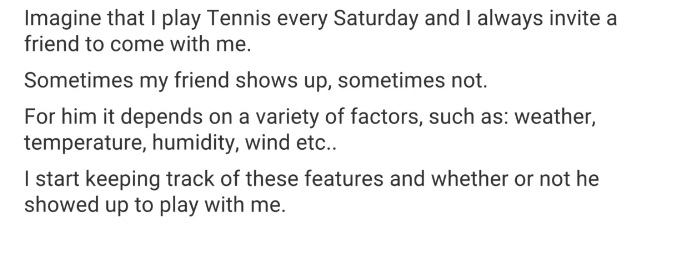 Imagine that I play Tennis every Saturday and I always invite a
friend to come with me.
Sometimes my friend shows up, sometimes not.
For him it depends on a variety of factors, such as: weather,
temperature, humidity, wind etc..
I start keeping track of these features and whether or not he
showed up to play with me.